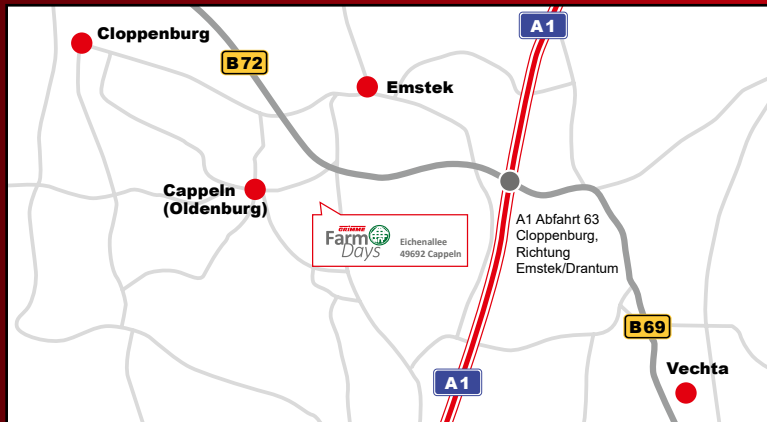 Cloppenburg
A1
B72
Emstek
Cappeln
(Oldenburg)
GRIMME
Farm
Days
Eichenallee
49692 Cappeln
A1 Abfahrt 63
Cloppenburg,
Richtung
Emstek/Drantum
B69
Vechta
A1